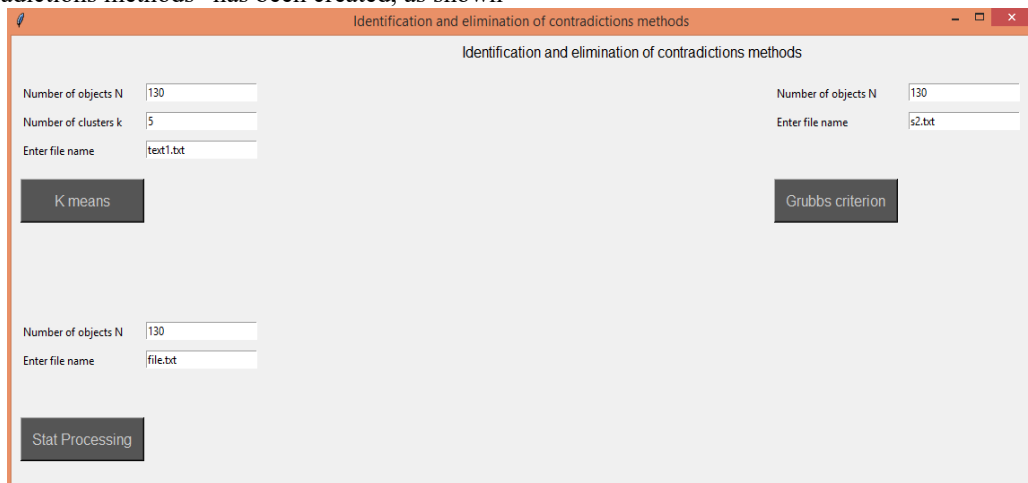 adictions methods" has been created, as shown
Identification and elimination of contradictions methods
Identification and elimination of contradictions methods
Number of objects N 130
Number of clusters k 5
Enter file name text1.txt
K means
Number of objects N 130
Enter file name s2.txt
Grubbs criterion
Number of objects N 130
Enter file name file.txt
Stat Processing